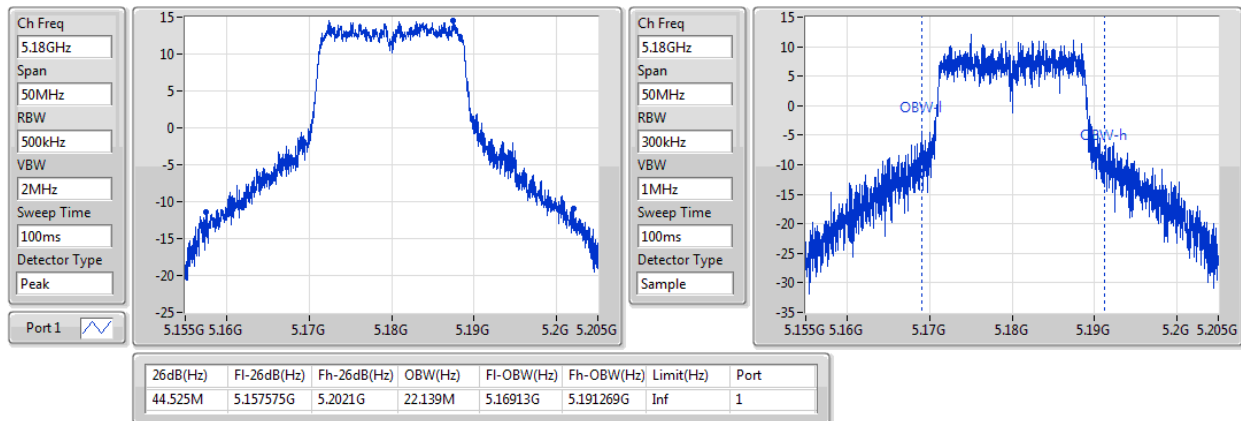 Ch Freq
5.18GHz
Span
50MHz
RBW
500kHz
VBW
2MHz
Sweep Time
100ms
Detector Type
Peak
Port 1
15
10
5
0
-5
-10
-15
-20
-25
5.155G 5.16G 5.17G 5.18G 5.19G 5.2G 5.205G
Ch Freq
5.18GHz
Span
50MHz
RBW
300kHz
VBW
1MHz
Sweep Time
100ms
Detector Type
Sample
15
10
5
0
-5
-10
-15
-20
-25
-30
-35
OBW-l
OBW-h
5.155G 5.16G 5.17G 5.18G 5.19G 5.2G 5.205G
26dB(Hz) Fl-26dB(Hz) Fh-26dB(Hz) OBW(Hz) Fl-OBW(Hz) Fh-OBW(Hz) Limit(Hz) Port
44.525M 5.157575G 5.2021G 22.139M 5.16913G 5.191269G Inf 1